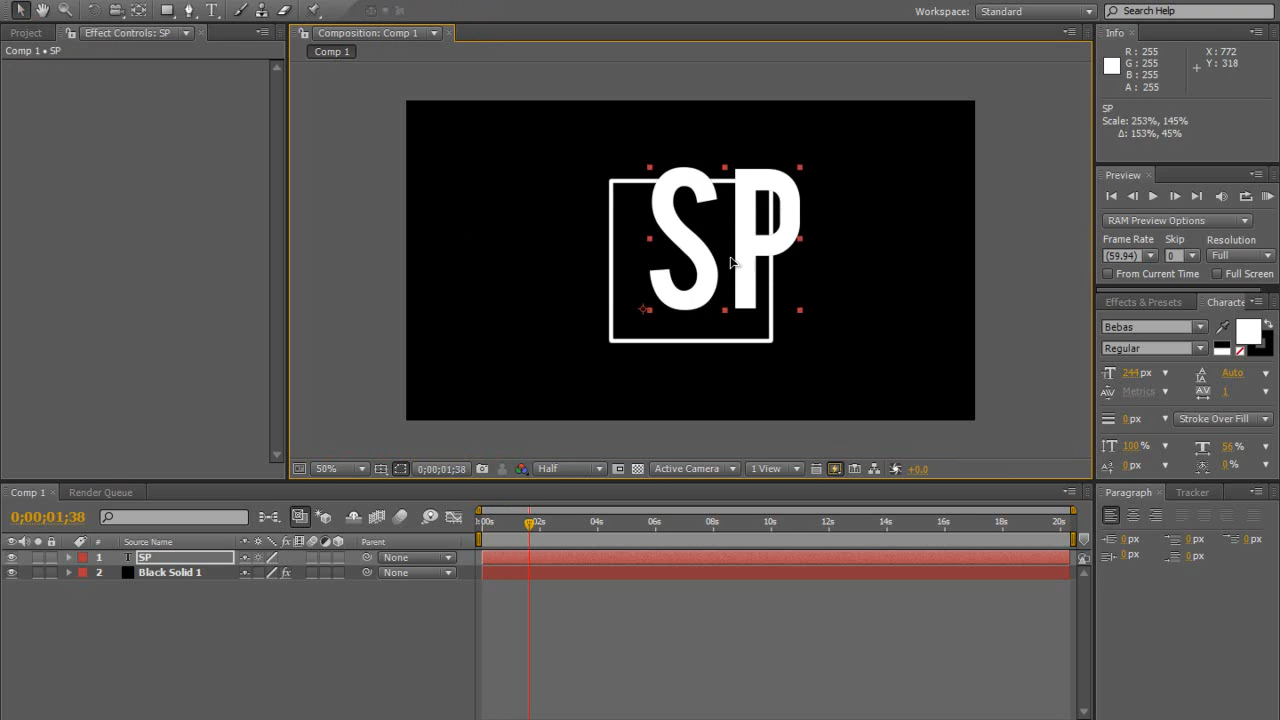 Workspace: Standard
Search Help
Project
Effect Controls: SP
Comp 1 • SP
Composition: Comp 1
Comp 1
SP
50%
0;00;01;38
Half
Active Camera
1 View
+0.0
Info
R : 255
G : 255
B : 255
A : 255
X : 772
Y : 318
SP
Scale: 253%, 145%
Δ: 153%, 45%
Preview
RAM Preview Options
Frame Rate Skip Resolution
(59.94) 0 Full
From Current Time Full Screen
Effects & Presets
Characte
Bebas
Regular
244 px Auto
Metrics 1
0 px Stroke Over Fill
100 % 56 %
0 px 0 %
Comp 1
Render Queue
0;00;01;38
# Source Name Parent
:00s 02s 04s 06s 08s 10s 12s 14s 16s 18s 20s
1 T SP None
2 Black Solid 1 None
Paragraph
Tracker
0 px 0 px 0 px
0 px 0 px